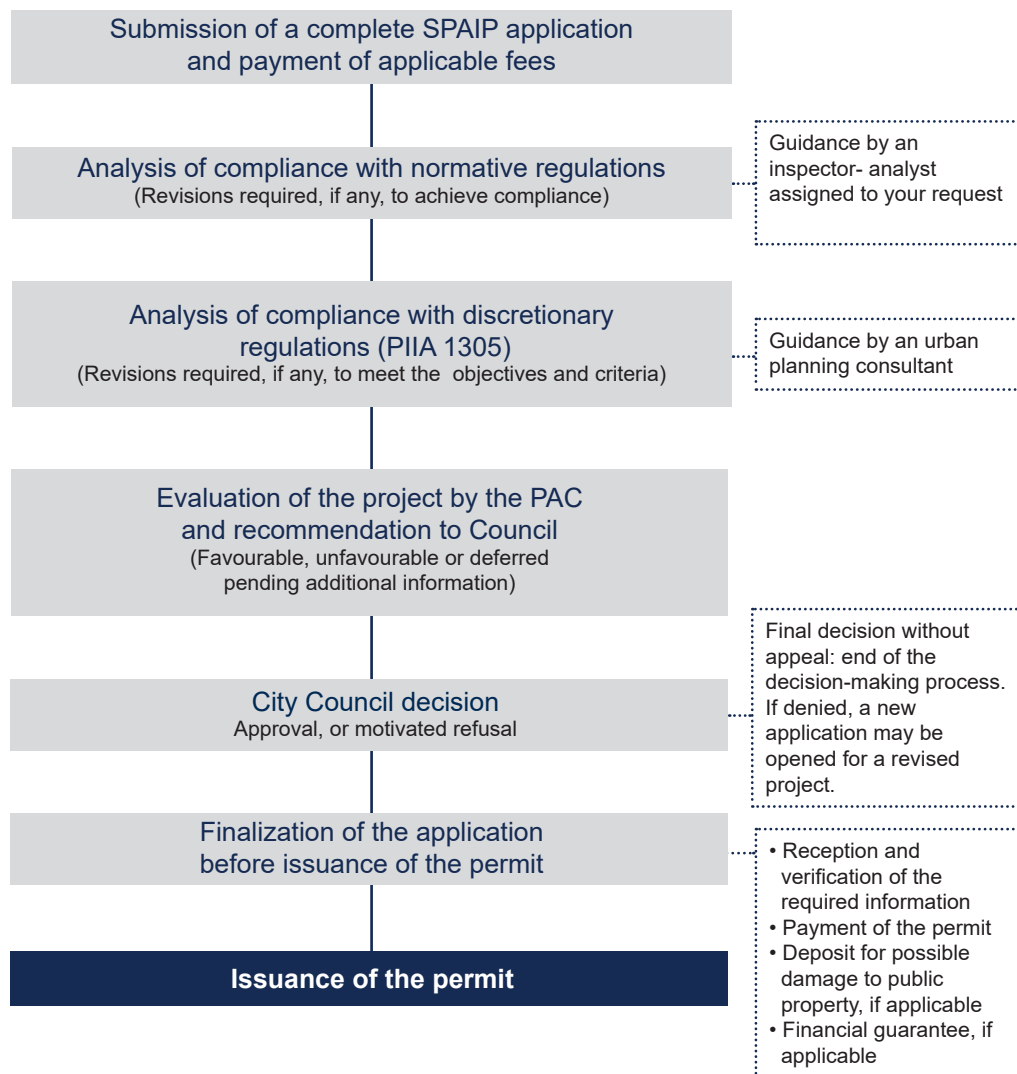 Submission of a complete SPAIP application
and payment of applicable fees
Analysis of compliance with normative regulations
(Revisions required, if any, to achieve compliance)
Guidance by an
inspector- analyst
assigned to your request
Analysis of compliance with discretionary
regulations (PIIA 1305)
(Revisions required, if any, to meet the  objectives and criteria)
Guidance by an urban
planning consultant
Evaluation of the project by the PAC
and recommendation to Council
(Favourable, unfavourable or deferred
pending additional information)
City Council decision
Approval, or motivated refusal
Final decision without
appeal: end of the
decision-making process.
If denied, a new
application may be
opened for a revised
project.
Finalization of the application
before issuance of the permit
• Reception and
verification of the
required information
• Payment of the permit
• Deposit for possible
damage to public
property, if applicable
• Financial guarantee, if
applicable
Issuance of the permit